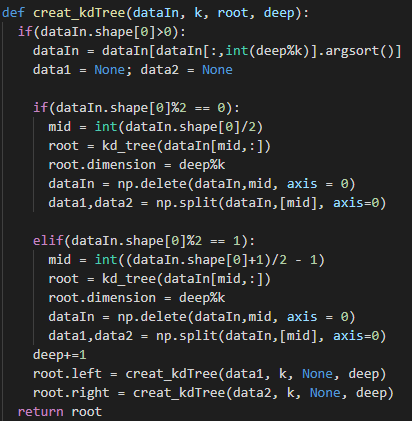 def creat_kdTree(dataIn, k, root, deep):
  if(dataIn.shape[0]>0):
    dataIn = dataIn[dataIn[:,int(deep%k)].argsort()]
    data1 = None; data2 = None

    if(dataIn.shape[0]%2 == 0):
      mid = int(dataIn.shape[0]/2)
      root = kd_tree(dataIn[mid,:])
      root.dimension = deep%k
      dataIn = np.delete(dataIn,mid, axis = 0)
      data1,data2 = np.split(dataIn,[mid], axis=0)

    elif(dataIn.shape[0]%2 == 1):
      mid = int((dataIn.shape[0]+1)/2 - 1)
      root = kd_tree(dataIn[mid,:])
      root.dimension = deep%k
      dataIn = np.delete(dataIn,mid, axis = 0)
      data1,data2 = np.split(dataIn,[mid], axis=0)
    deep+=1
    root.left = creat_kdTree(data1, k, None, deep)
    root.right = creat_kdTree(data2, k, None, deep)
  return root